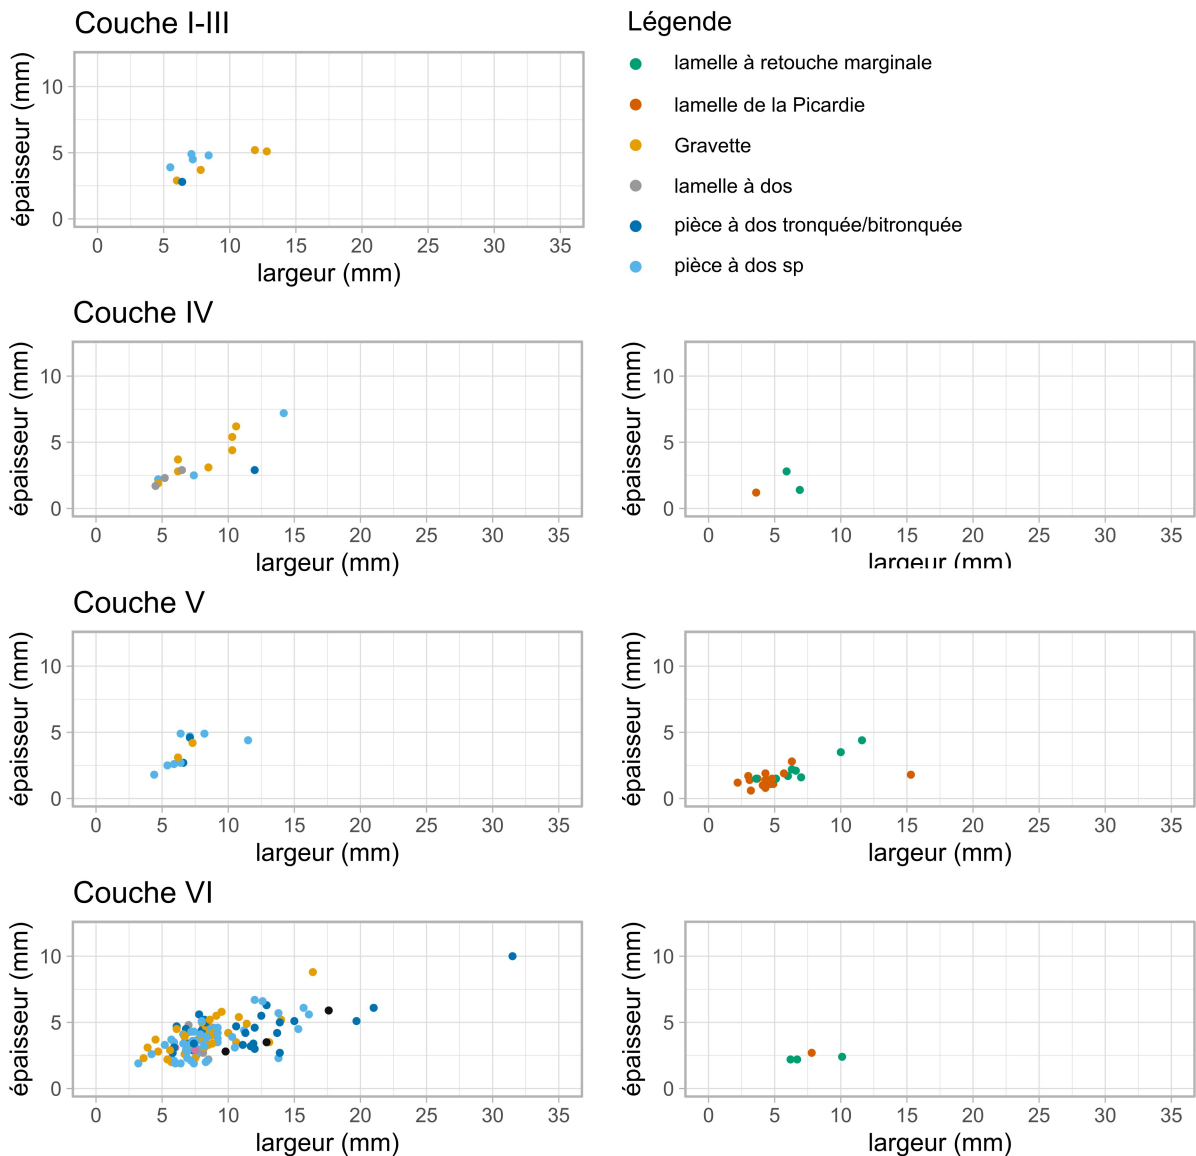 Couche I-III
épaisseur (mm)
10
5
0
0 5 10 15 20 25 30 35
largeur (mm)
Légende
lamelle à retouche marginale
lamelle de la Picardie
Gravette
lamelle à dos
pièce à dos tronquée/bitronquée
pièce à dos sp
Couche IV
épaisseur (mm)
10
5
0
0 5 10 15 20 25 30 35
largeur (mm)
épaisseur (mm)
10
5
0
0 5 10 15 20 25 30 35
largeur (mm)
Couche V
épaisseur (mm)
10
5
0
0 5 10 15 20 25 30 35
largeur (mm)
épaisseur (mm)
10
5
0
0 5 10 15 20 25 30 35
largeur (mm)
Couche VI
épaisseur (mm)
10
5
0
0 5 10 15 20 25 30 35
largeur (mm)
épaisseur (mm)
10
5
0
0 5 10 15 20 25 30 35
largeur (mm)